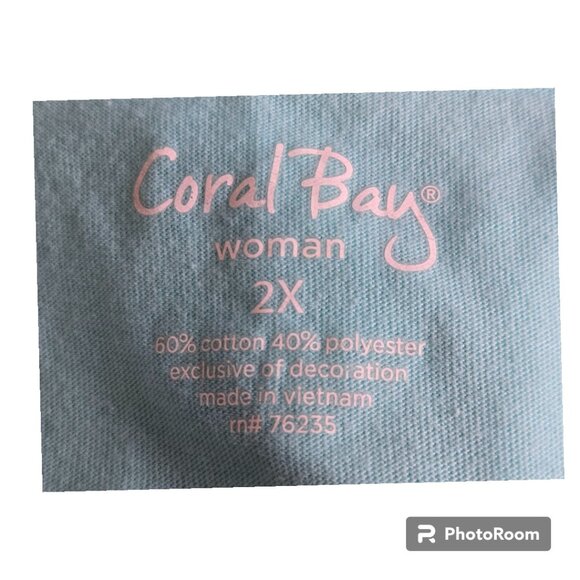 Coral Bay®
woman
2X
60% cotton 40% polyester
exclusive of decoration
made in vietnam
rn# 76235
PhotoRoom